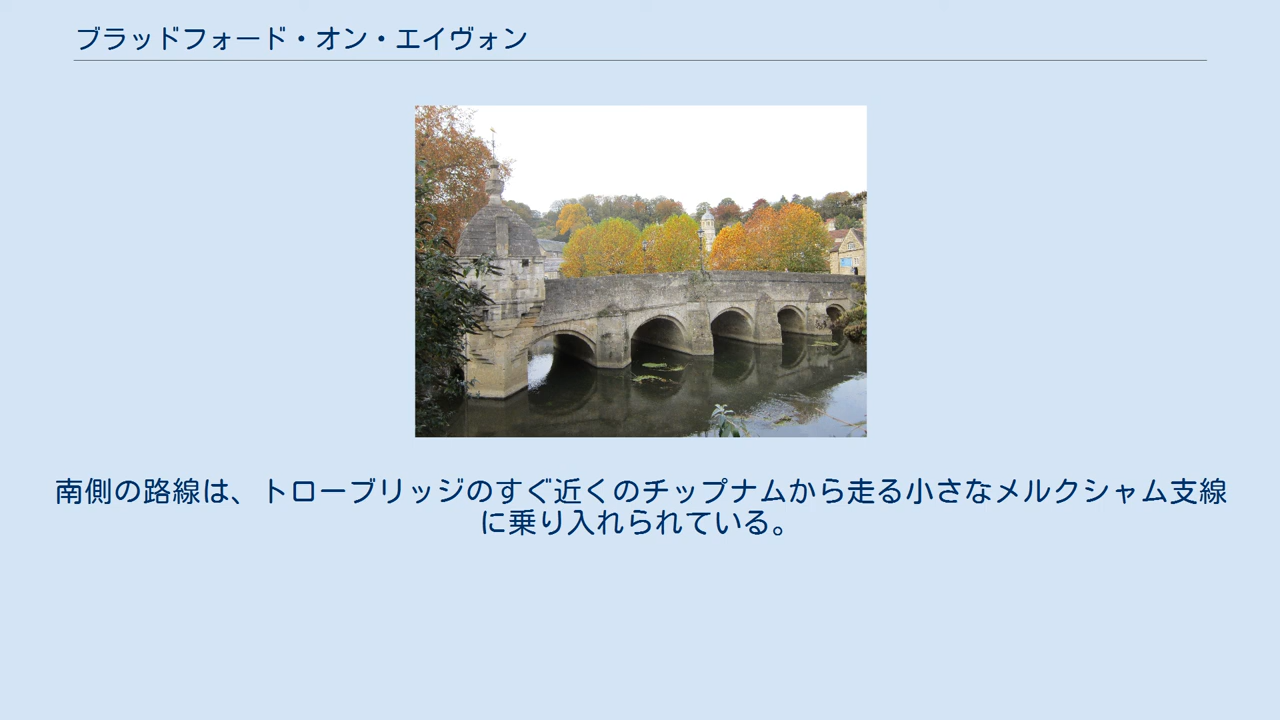 ブラッドフォード・オン・エイヴォン
南側の路線は、トローブリッジのすぐ近くのチップナムから走る小さなメルクシャム支線
に乗り入れられている。